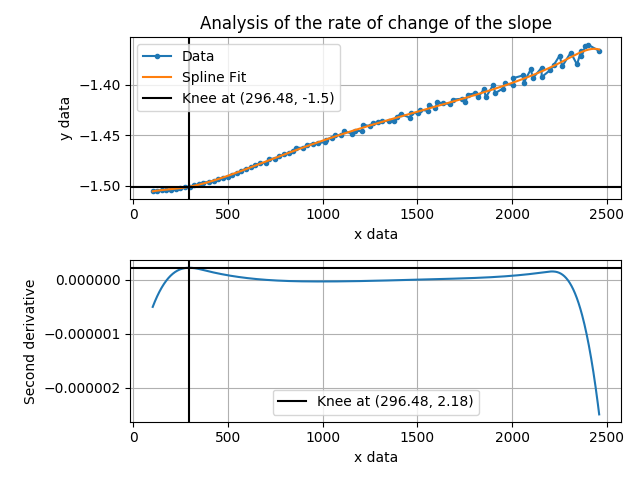 Analysis of the rate of change of the slope
Data
Spline Fit
Knee at (296.48, -1.5)
y data
−1.40
−1.45
−1.50
0 500 1000 1500 2000 2500
x data
Second derivative
0.000000
−0.000001
−0.000002
Knee at (296.48, 2.18)
0 500 1000 1500 2000 2500
x data